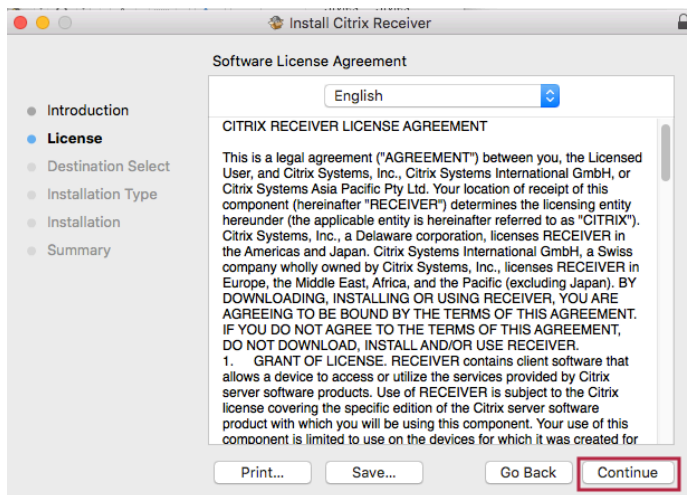 Install Citrix Receiver
Software License Agreement
English
Introduction
License
Destination Select
Installation Type
Installation
Summary
CITRIX RECEIVER LICENSE AGREEMENT
This is a legal agreement ("AGREEMENT") between you, the Licensed
User, and Citrix Systems, Inc., Citrix Systems International GmbH, or
Citrix Systems Asia Pacific Pty Ltd. Your location of receipt of this
component (hereinafter "RECEIVER") determines the licensing entity
hereunder (the applicable entity is hereinafter referred to as "CITRIX").
Citrix Systems, Inc., a Delaware corporation, licenses RECEIVER in
the Americas and Japan. Citrix Systems International GmbH, a Swiss
company wholly owned by Citrix Systems, Inc., licenses RECEIVER in
Europe, the Middle East, Africa, and the Pacific (excluding Japan). BY
DOWNLOADING, INSTALLING OR USING RECEIVER, YOU ARE
AGREEING TO BE BOUND BY THE TERMS OF THIS AGREEMENT.
IF YOU DO NOT AGREE TO THE TERMS OF THIS AGREEMENT,
DO NOT DOWNLOAD, INSTALL AND/OR USE RECEIVER.
1. GRANT OF LICENSE. RECEIVER contains client software that
allows a device to access or utilize the services provided by Citrix
server software products. Use of RECEIVER is subject to the Citrix
license covering the specific edition of the Citrix server software
product with which you will be using this component. Your use of this
component is limited to use on the devices for which it was created for
Print...
Save...
Go Back
Continue